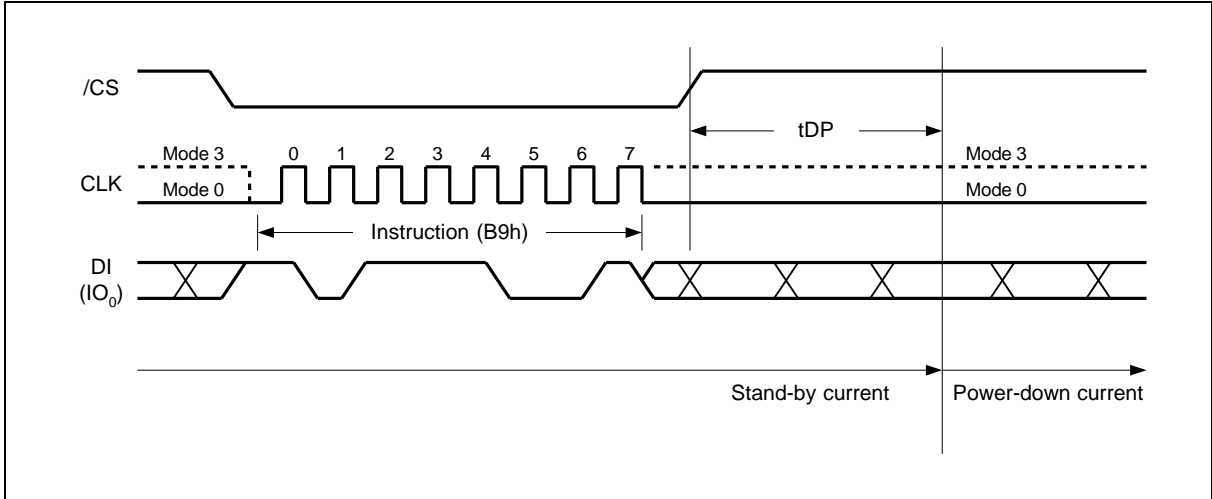 /CS
tDP
Mode 3 0 1 2 3 4 5 6 7 Mode 3
CLK
Mode 0 Mode 0
Instruction (B9h)
DI
(IO0)
Stand-by current Power-down current